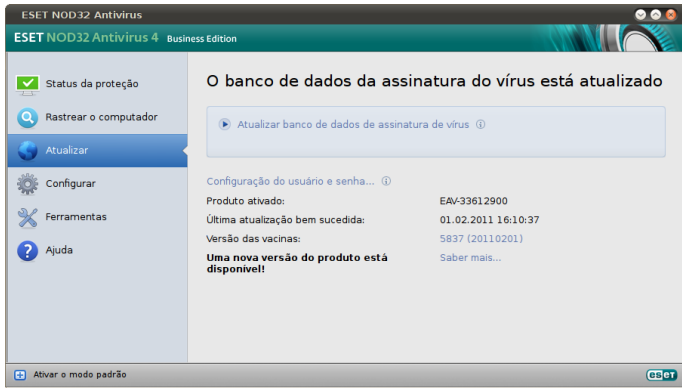 ESET NOD32 Antivirus
ESET NOD32 Antivirus 4 Business Edition
Status da proteção
Rastrear o computador
Atualizar
Configurar
Ferramentas
Ajuda
O banco de dados da assinatura do vírus está atualizado
Atualizar banco de dados de assinatura de vírus
Configuração do usuário e senha...
Produto ativado: EAV-33612900
Última atualização bem sucedida: 01.02.2011 16:10:37
Versão das vacinas: 5837 (20110201)
Uma nova versão do produto está Saber mais...
disponível!
Ativar o modo padrão
eset